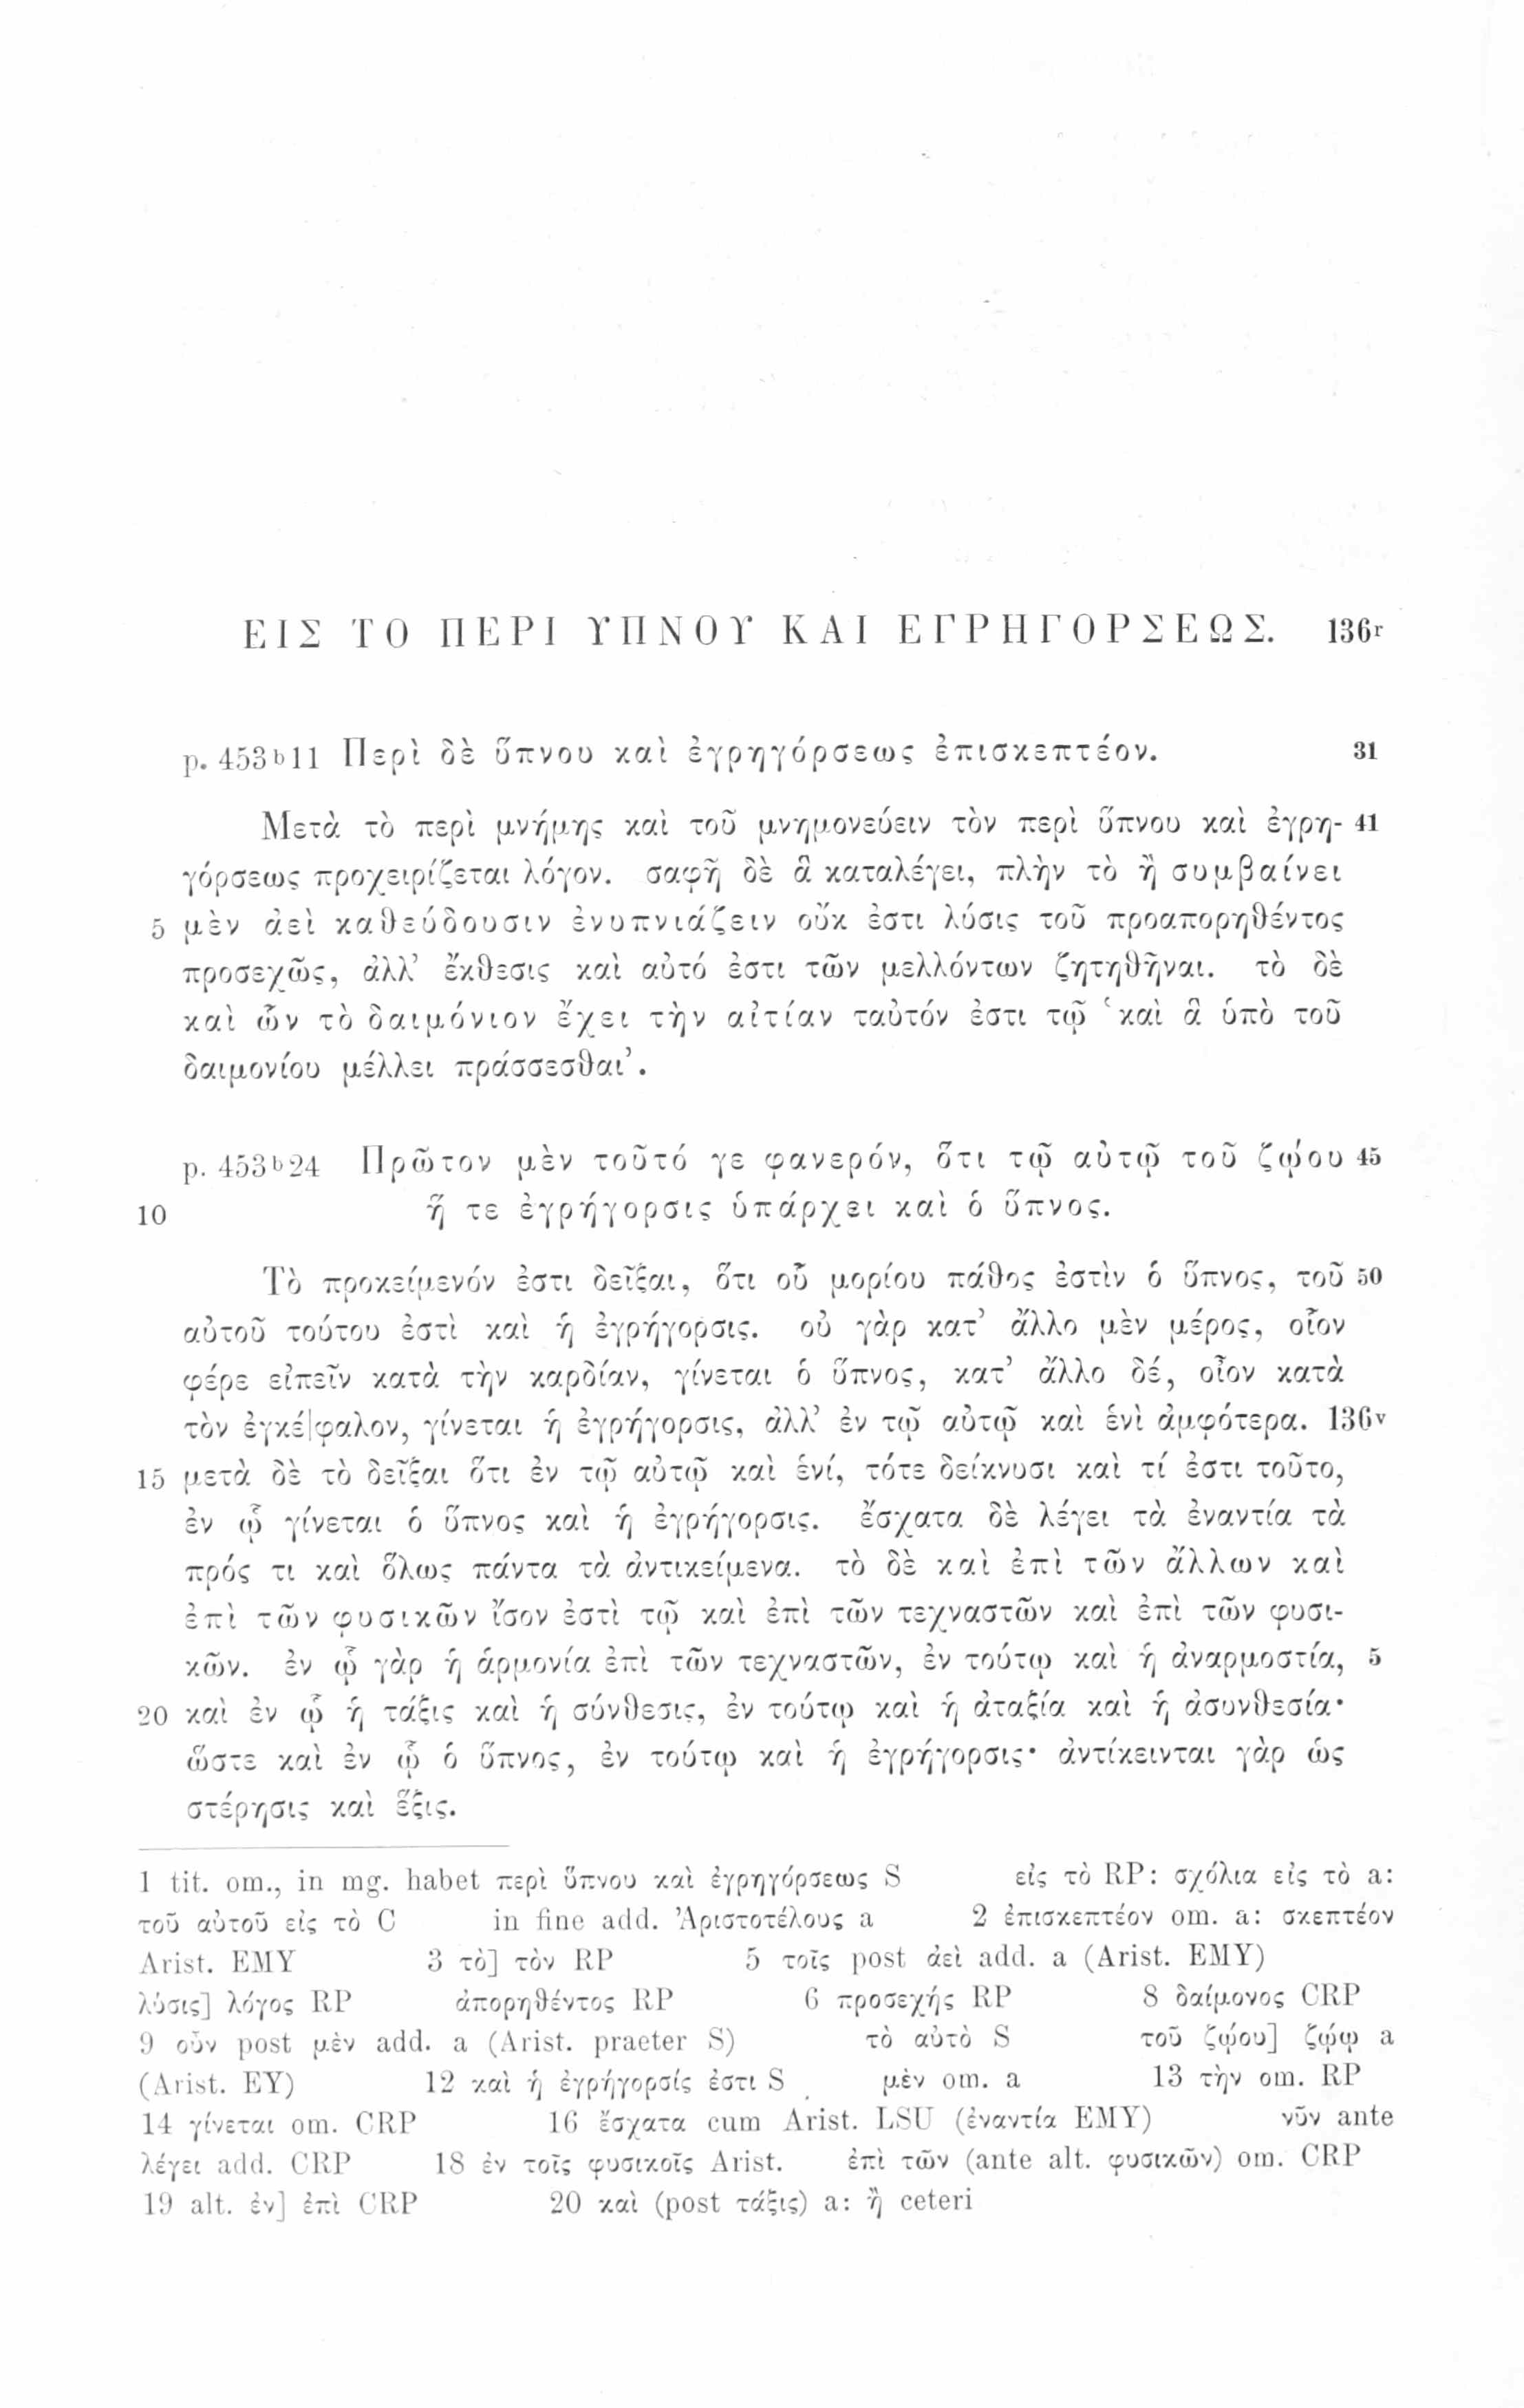 ΕΙΣ ΤΟ ΠΕΡΙ ΥΠΝΟΥ ΚΑΙ ΕΓΡΗΓΟΡΣΕΩΣ. 136r
p. 453b11 Περὶ δὲ ὕπνου καὶ ἐγρηγόρσεως ἐπισκεπτέον. 31
Μετὰ τὸ περὶ μνήμης καὶ τοῦ μνημονεύειν τὸν περὶ ὕπνου καὶ ἐγρη- 41
γόρσεως προχειρίζεται λόγον. σαφῆ δὲ ἃ καταλέγει, πλὴν τὸ ἢ συμβαίνει
5 μὲν ἀεὶ καθεύδουσιν ἐνυπνιάζειν οὔκ ἐστι λύσις τοῦ προαπορηθέντος
προσεχῶς, ἀλλ’ ἔκθεσις καὶ αὐτό ἐστι τῶν μελλόντων ζητηθῆναι. τὸ δὲ
καὶ ὧν τὸ δαιμόνιον ἔχει τὴν αἰτίαν ταὐτόν ἐστι τῷ ‘καὶ ἃ ὑπὸ τοῦ
δαιμονίου μέλλει πράσσεσθαι’.
p. 453b24 Πρῶτον μὲν τοῦτό γε φανερόν, ὅτι τῷ αὐτῷ τοῦ ζῴου 45
10 ἥ τε ἐγρήγορσις ὑπάρχει καὶ ὁ ὕπνος.
Τὸ προκείμενόν ἐστι δεῖξαι, ὅτι οὗ μορίου πάθος ἐστὶν ὁ ὕπνος, τοῦ 50
αὐτοῦ τούτου ἐστὶ καὶ ἡ ἐγρήγορσις. οὐ γὰρ κατ’ ἄλλο μὲν μέρος, οἷον
φέρε εἰπεῖν κατὰ τὴν καρδίαν, γίνεται ὁ ὕπνος, κατ’ ἄλλο δέ, οἷον κατὰ
τὸν ἐγκέ|φαλον, γίνεται ἡ ἐγρήγορσις, ἀλλ’ ἐν τῷ αὐτῷ καὶ ἑνὶ ἀμφότερα. 136v
15 μετὰ δὲ τὸ δεῖξαι ὅτι ἐν τῷ αὐτῷ καὶ ἑνί, τότε δείκνυσι καὶ τί ἐστι τοῦτο,
ἐν ᾧ γίνεται ὁ ὕπνος καὶ ἡ ἐγρήγορσις. ἔσχατα δὲ λέγει τὰ ἐναντία τὰ
πρός τι καὶ ὅλως πάντα τὰ ἀντικείμενα. τὸ δὲ καὶ ἐπὶ τῶν ἄλλων καὶ
ἐπὶ τῶν φυσικῶν ἴσον ἐστὶ τῷ καὶ ἐπὶ τῶν τεχναστῶν καὶ ἐπὶ τῶν φυσι-
κῶν. ἐν ᾧ γὰρ ἡ ἁρμονία ἐπὶ τῶν τεχναστῶν, ἐν τούτῳ καὶ ἡ ἀναρμοστία, 5
20 καὶ ἐν ᾧ ἡ τάξις καὶ ἡ σύνθεσις, ἐν τούτῳ καὶ ἡ ἀταξία καὶ ἡ ἀσυνθεσία·
ὥστε καὶ ἐν ᾧ ὁ ὕπνος, ἐν τούτῳ καὶ ἡ ἐγρήγορσις· ἀντίκεινται γὰρ ὡς
στέρησις καὶ ἕξις.
1 tit. om., in mg. habet περὶ ὕπνου καὶ ἐγρηγόρσεως S εἰς τὸ RP: σχόλια εἰς τὸ a:
τοῦ αὐτοῦ εἰς τὸ C in fine add. Ἀριστοτέλους a 2 ἐπισκεπτέον om. a: σκεπτέον
Arist. EMY 3 τὸ] τὸν RP 5 τοῖς post ἀεὶ add. a (Arist. EMY)
λύσις] λόγος RP ἀπορηθέντος RP 6 προσεχής RP 8 δαίμονος CRP
9 οὖν post μὲν add. a (Arist. praeter S) τὸ αὐτὸ S τοῦ ζῴου] ζῴῳ a
(Arist. EY) 12 καὶ ἡ ἐγρήγορσίς ἐστι S μὲν om. a 13 τὴν om. RP
14 γίνεται om. CRP 16 ἔσχατα cum Arist. LSU (ἐναντία EMY) νῦν ante
λέγει add. CRP 18 ἐν τοῖς φυσικοῖς Arist. ἐπὶ τῶν (ante alt. φυσικῶν) om. CRP
19 alt. ἐν] ἐπὶ CRP 20 καὶ (post τάξις) a: ἢ ceteri